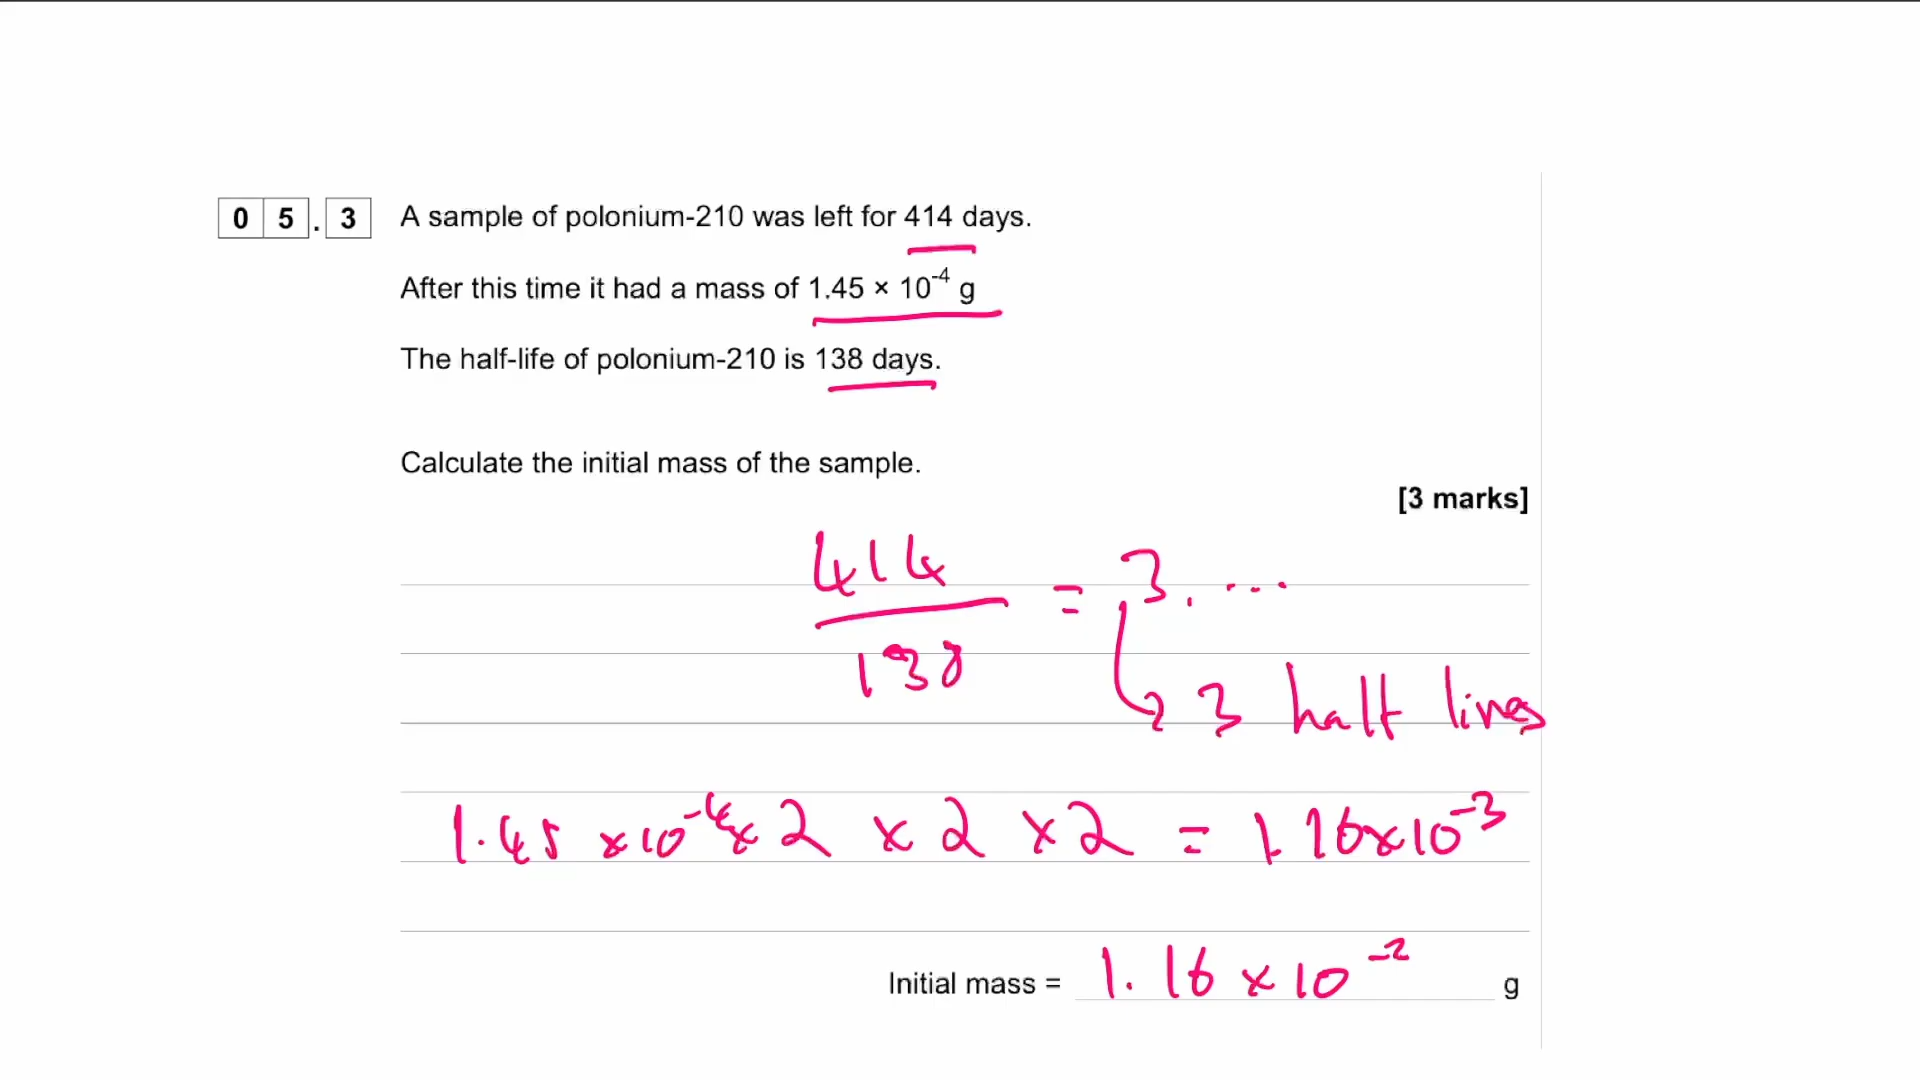 05.3 A sample of polonium-210 was left for 414 days.
After this time it had a mass of 1.45 × 10⁻⁴ g
The half-life of polonium-210 is 138 days.
Calculate the initial mass of the sample.
[3 marks]
414
= 3. ...
138
3 half lives
1.45 × 10⁻⁴ × 2 × 2 × 2 = 1.16 × 10⁻³
Initial mass = 1.16 × 10⁻² g